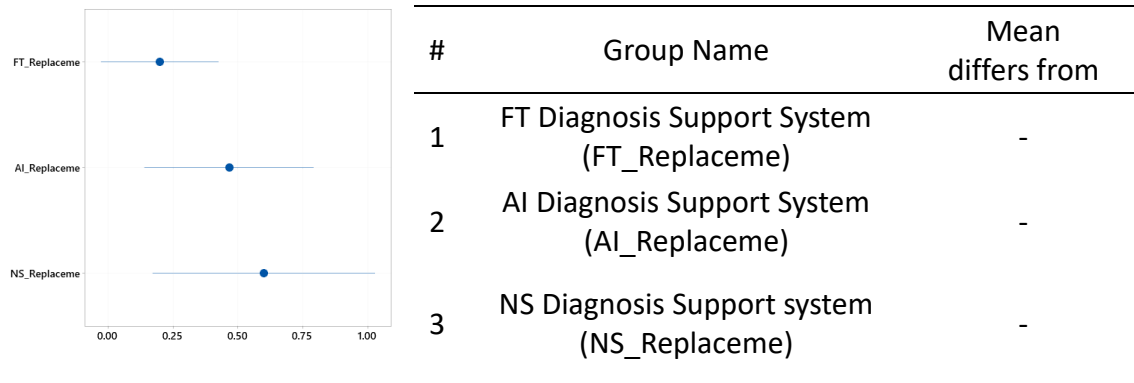 FT_Replaceme
AI_Replaceme
NS_Replaceme
0.00 0.25 0.50 0.75 1.00
# Group Name Mean
differs from
1 FT Diagnosis Support System
(FT_Replaceme) -
2 AI Diagnosis Support System
(AI_Replaceme) -
3 NS Diagnosis Support system
(NS_Replaceme) -